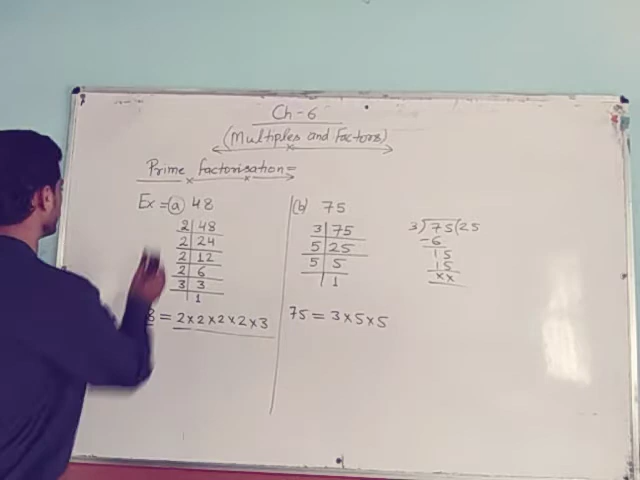 Ch-6
(Multiples and Factors)
Prime factorisation=
Ex = (a) 48
2 | 48
2 | 24
2 | 12
2 | 6
3 | 3
1
8 = 2×2×2×2×3
(b) 75
3 | 75
5 | 25
5 | 5
1
75 = 3×5×5
3) 75 (25
-6
15
15
xx